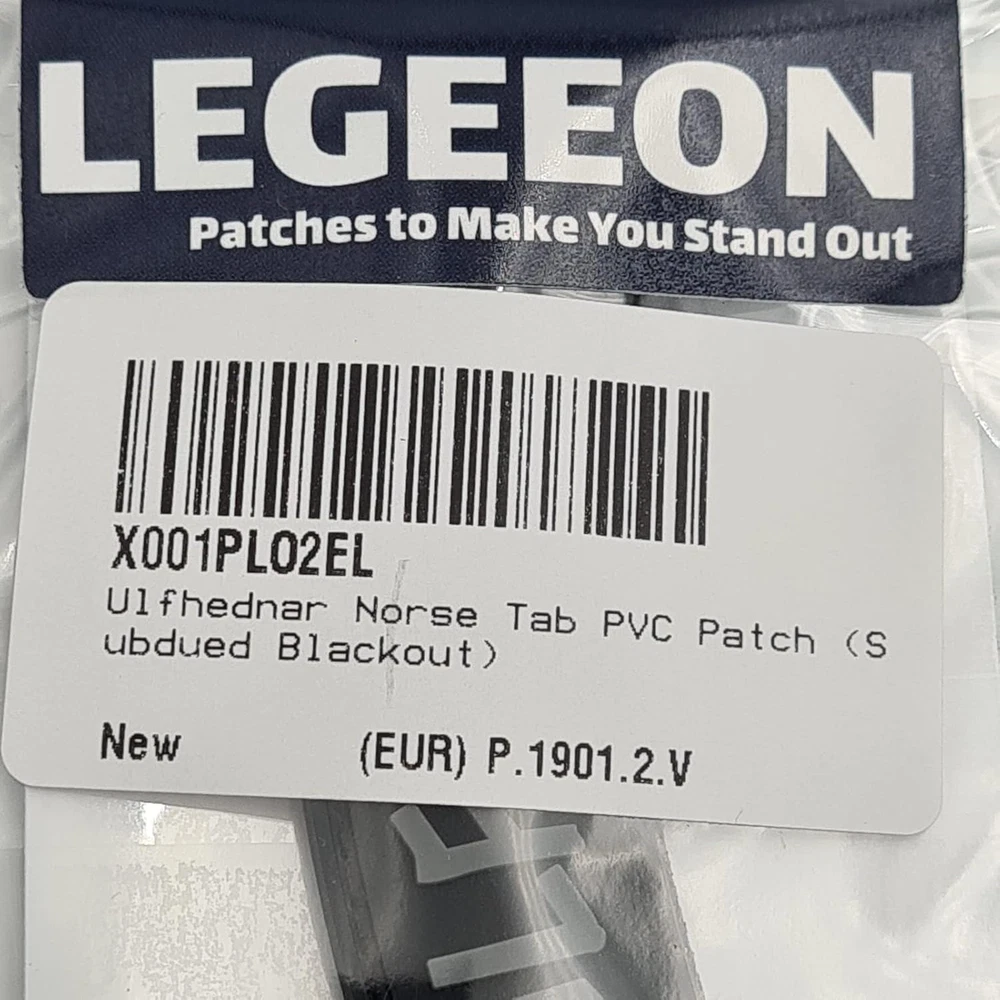 LEGEEON
Patches to Make You Stand Out
X001PLO2EL
Ulfhednar Norse Tab PVC Patch (S
ubdued Blackout)
New (EUR) P.1901.2.V